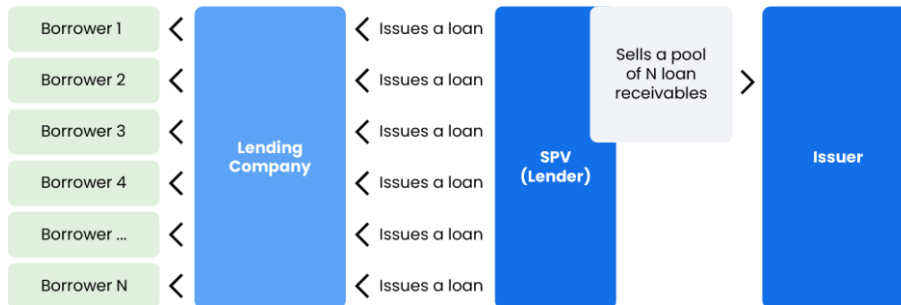 Borrower 1
Issues a loan
Borrower 2
Issues a loan
Sells a pool
of N loan
receivables
Borrower 3
Issues a loan
Lending
Company
SPV
(Lender)
Issuer
Borrower 4
Issues a loan
Borrower ...
Issues a loan
Borrower N
Issues a loan